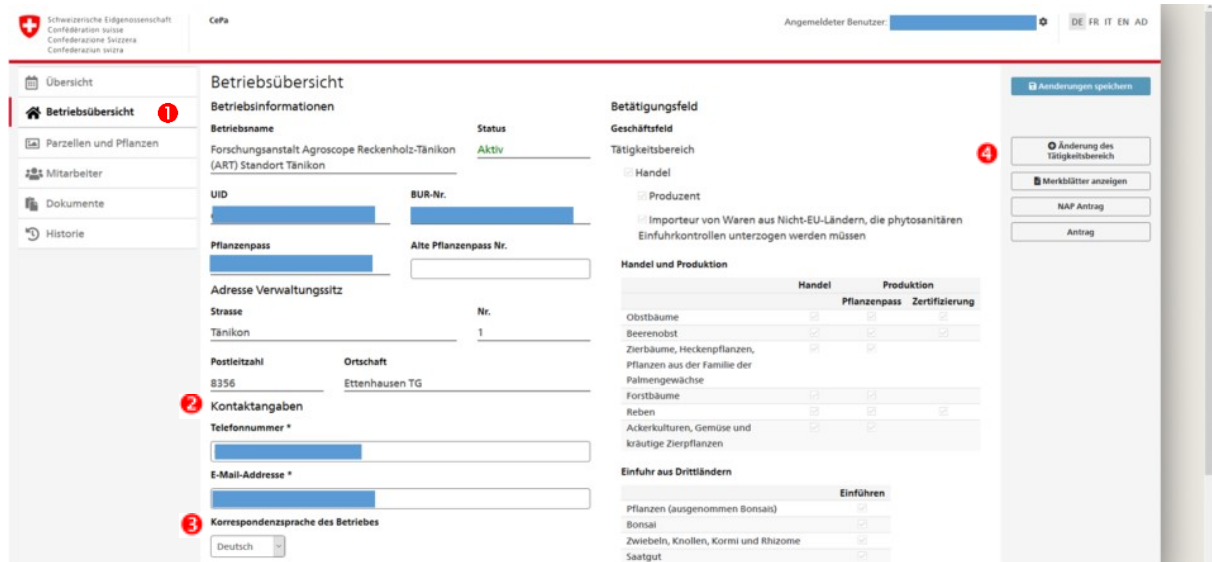 Schweizerische Eidgenossenschaft
Confédération suisse
Confederazione Svizzera
Confederaziun svizra
CePa
Angemeldeter Benutzer:
DE FR IT EN AD
Übersicht
Betriebsübersicht
1
Parzellen und Pflanzen
Mitarbeiter
Dokumente
Historie
Betriebsübersicht
Betriebsinformationen
Betriebsname
Status
Forschungsanstalt Agroscope Reckenholz-Tänikon
(ART) Standort Tänikon
Aktiv
UID
BUR-Nr.
Pflanzenpass
Alte Pflanzenpass Nr.
Adresse Verwaltungssitz
Strasse
Nr.
Tänikon
1
Postleitzahl
Ortschaft
8356
Ettenhausen TG
2
Kontaktangaben
Telefonnummer *
E-Mail-Addresse *
3
Korrespondenzsprache des Betriebes
Deutsch
Betätigungsfeld
Geschäftsfeld
Tätigkeitsbereich
Handel
Produzent
Importeur von Waren aus Nicht-EU-Ländern, die phytosanitären
Einfuhrkontrollen unterzogen werden müssen
Handel und Produktion
Handel Produktion
Pflanzenpass Zertifizierung
Obstbäume
Beerenobst
Zierbäume, Heckenpflanzen,
Pflanzen aus der Familie der
Palmengewächse
Forstbäume
Reben
Ackerkulturen, Gemüse und
kräutige Zierpflanzen
Einfuhr aus Drittländern
Einführen
Pflanzen (ausgenommen Bonsais)
Bonsai
Zwiebeln, Knollen, Kormi und Rhizome
Saatgut
Aenderungen speichern
4
Änderung des
Tätigkeitsbereich
Merkblätter anzeigen
NAP Antrag
Antrag